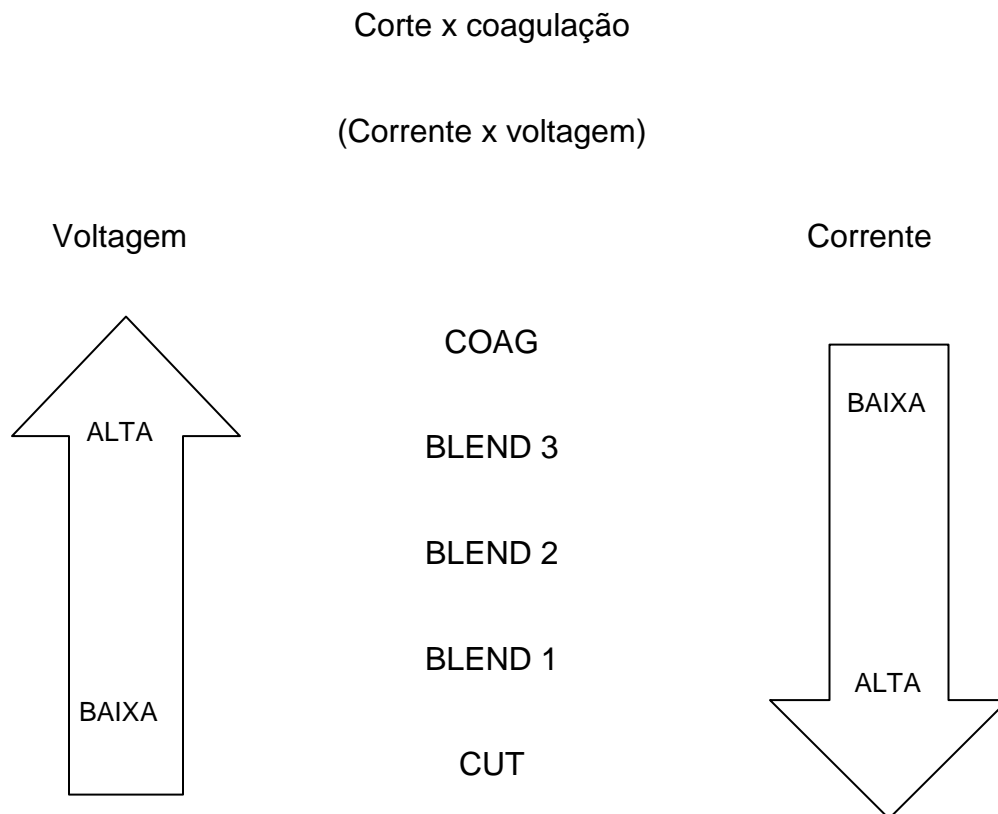 Corte x coagulação
(Corrente x voltagem)
Voltagem
Corrente
COAG
BAIXA
ALTA
BLEND 3
BLEND 2
BLEND 1
ALTA
BAIXA
CUT